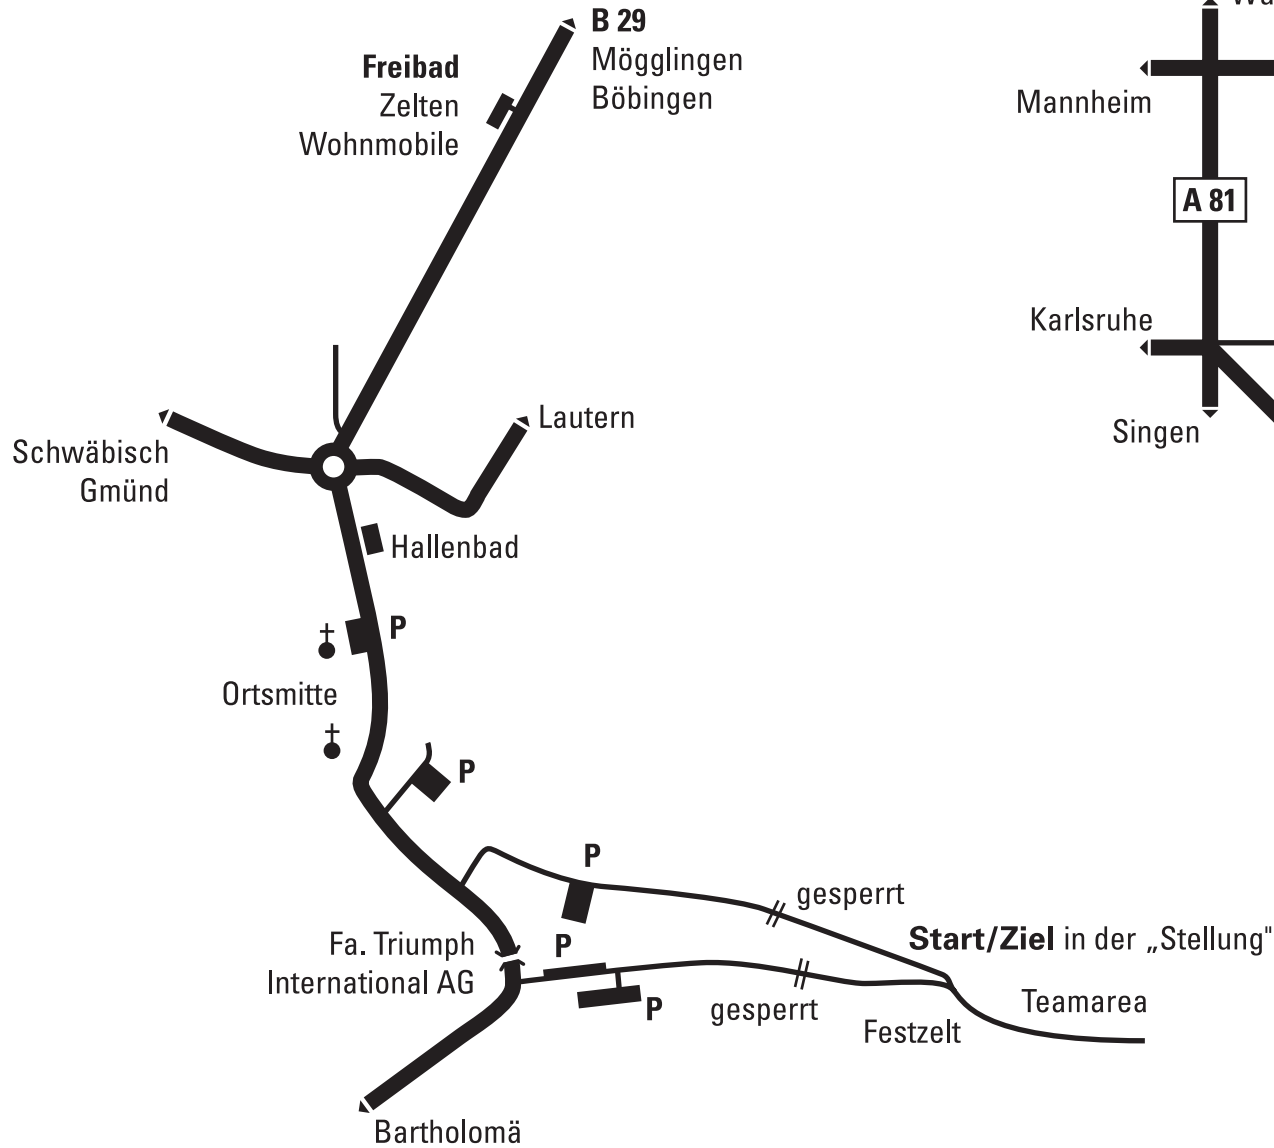 B 29
Mögglingen
Böbingen
Freibad
Zelten
Wohnmobile
Mannheim
A 81
Karlsruhe
Singen
Lautern
Schwäbisch
Gmünd
Hallenbad
P
Ortsmitte
P
P
gesperrt
Start/Ziel in der „Stellung"
Fa. Triumph
International AG
P
P
gesperrt
Teamarea
Festzelt
Bartholomä